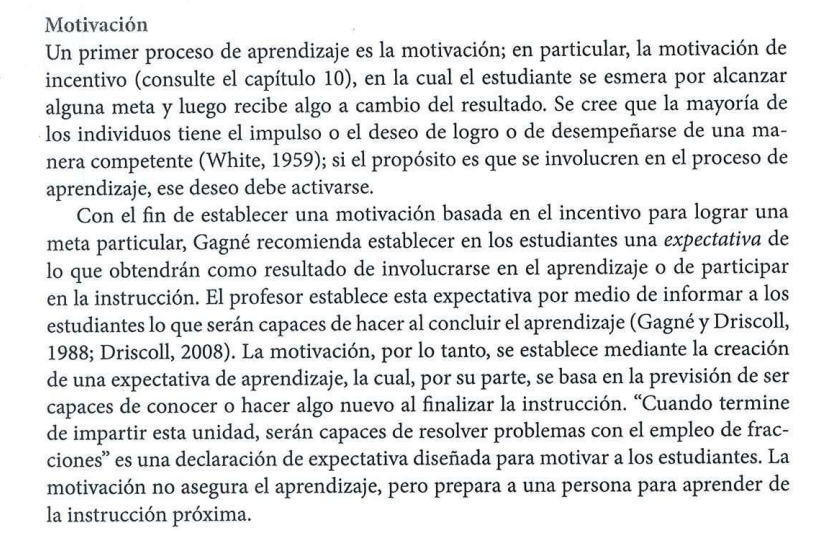 Motivación
Un primer proceso de aprendizaje es la motivación; en particular, la motivación de
incentivo (consulte el capítulo 10), en la cual el estudiante se esmera por alcanzar
alguna meta y luego recibe algo a cambio del resultado. Se cree que la mayoría de
los individuos tiene el impulso o el deseo de logro o de desempeñarse de una ma-
nera competente (White, 1959); si el propósito es que se involucren en el proceso de
aprendizaje, ese deseo debe activarse.
Con el fin de establecer una motivación basada en el incentivo para lograr una
meta particular, Gagné recomienda establecer en los estudiantes una expectativa de
lo que obtendrán como resultado de involucrarse en el aprendizaje o de participar
en la instrucción. El profesor establece esta expectativa por medio de informar a los
estudiantes lo que serán capaces de hacer al concluir el aprendizaje (Gagné y Driscoll,
1988; Driscoll, 2008). La motivación, por lo tanto, se establece mediante la creación
de una expectativa de aprendizaje, la cual, por su parte, se basa en la previsión de ser
capaces de conocer o hacer algo nuevo al finalizar la instrucción. “Cuando termine
de impartir esta unidad, serán capaces de resolver problemas con el empleo de frac-
ciones” es una declaración de expectativa diseñada para motivar a los estudiantes. La
motivación no asegura el aprendizaje, pero prepara a una persona para aprender de
la instrucción próxima.